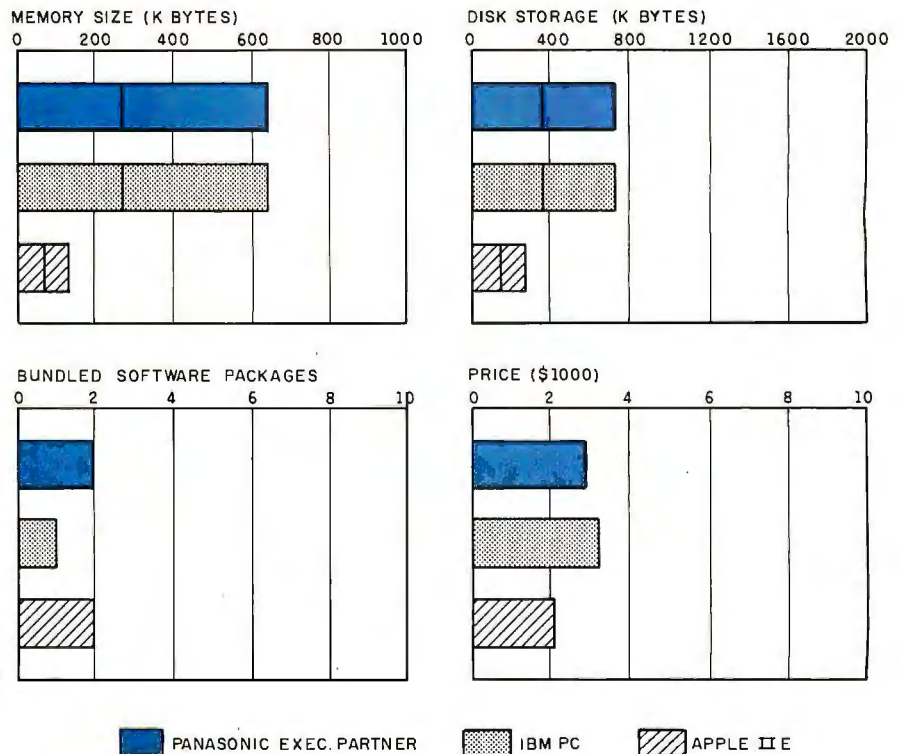 MEMORY SIZE (K BYTES)
0 200 400 600 800 1000
DISK STORAGE (K BYTES)
0 400 800 1200 1600 2000
BUNDLED SOFTWARE PACKAGES
0 2 4 6 8 10
PRICE ($1000)
0 2 4 6 8 10
PANASONIC EXEC. PARTNER
IBM PC
APPLE II E